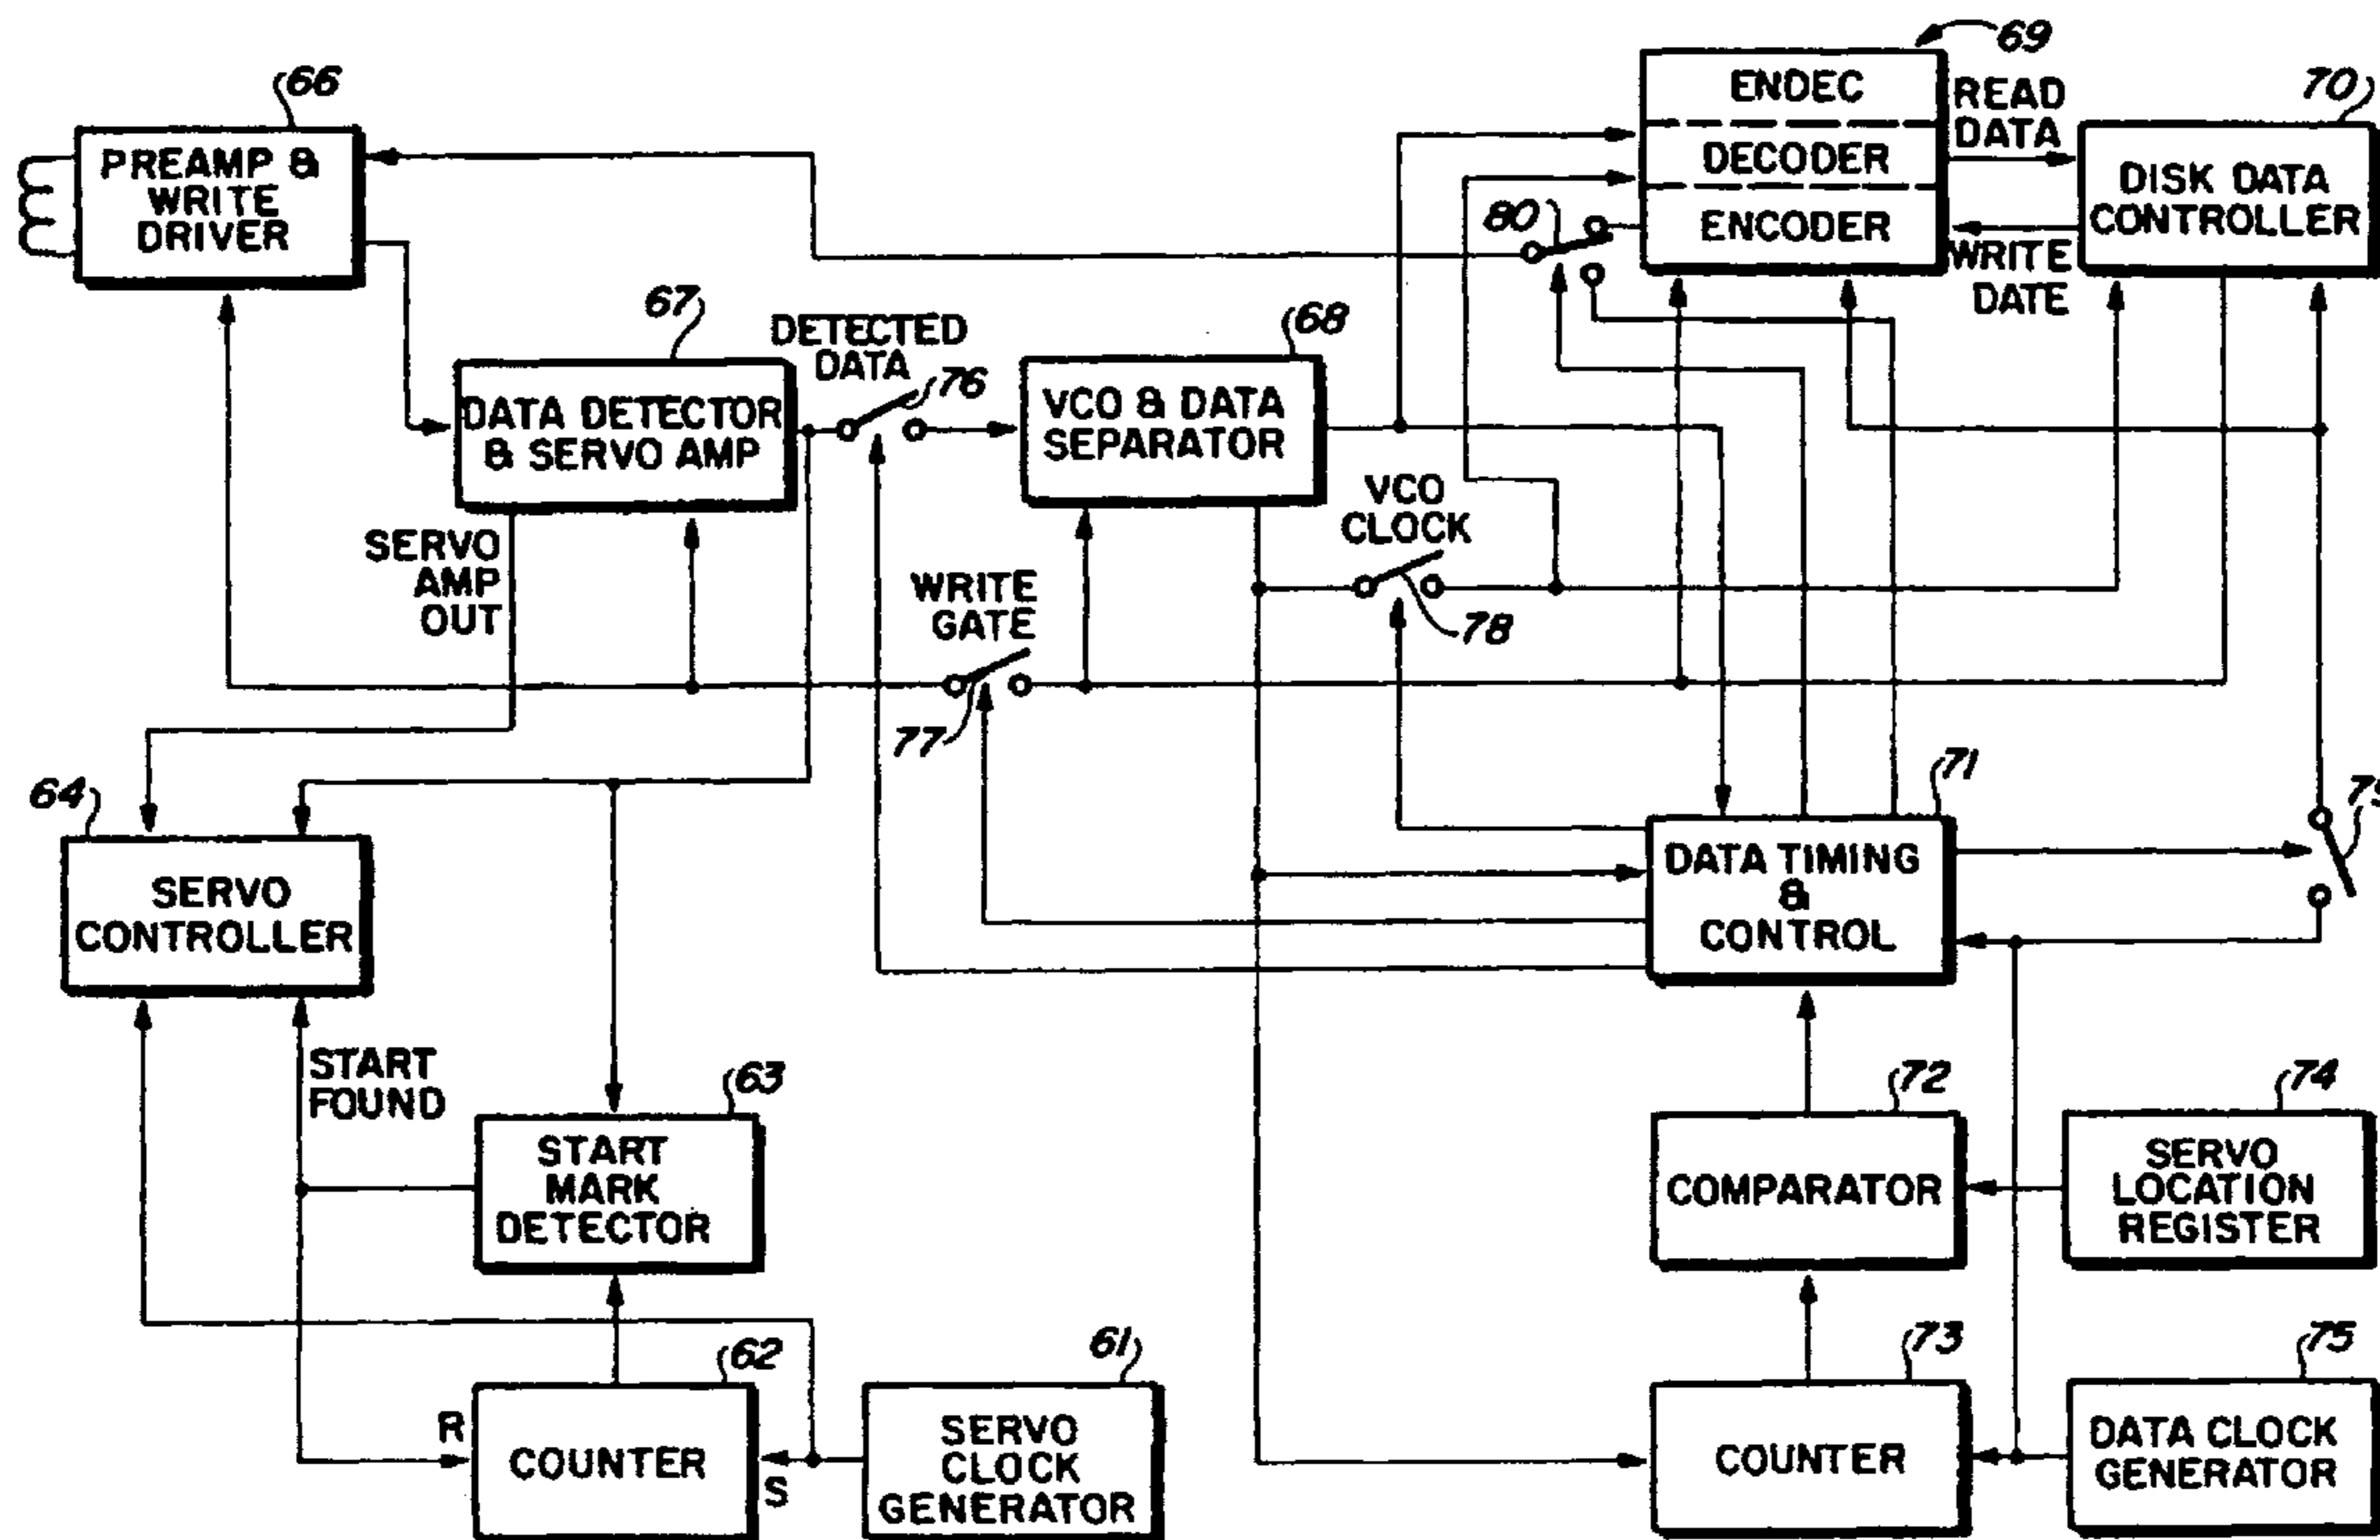 69
66
ENDEC
READ
DATA
70
PREAMP &
WRITE
DRIVER
DECODER
DISK DATA
CONTROLLER
80
ENCODER
WRITE
DATE
67
DETECTED
DATA
68
76
DATA DETECTOR
& SERVO AMP
VCO & DATA
SEPARATOR
VCO
CLOCK
SERVO
AMP
OUT
WRITE
GATE
78
77
64
71
SERVO
CONTROLLER
DATA TIMING
&
CONTROL
START
FOUND
63
72
74
START
MARK
DETECTOR
COMPARATOR
SERVO
LOCATION
REGISTER
62
61
73
75
R
COUNTER
S
SERVO
CLOCK
GENERATOR
COUNTER
DATA CLOCK
GENERATOR